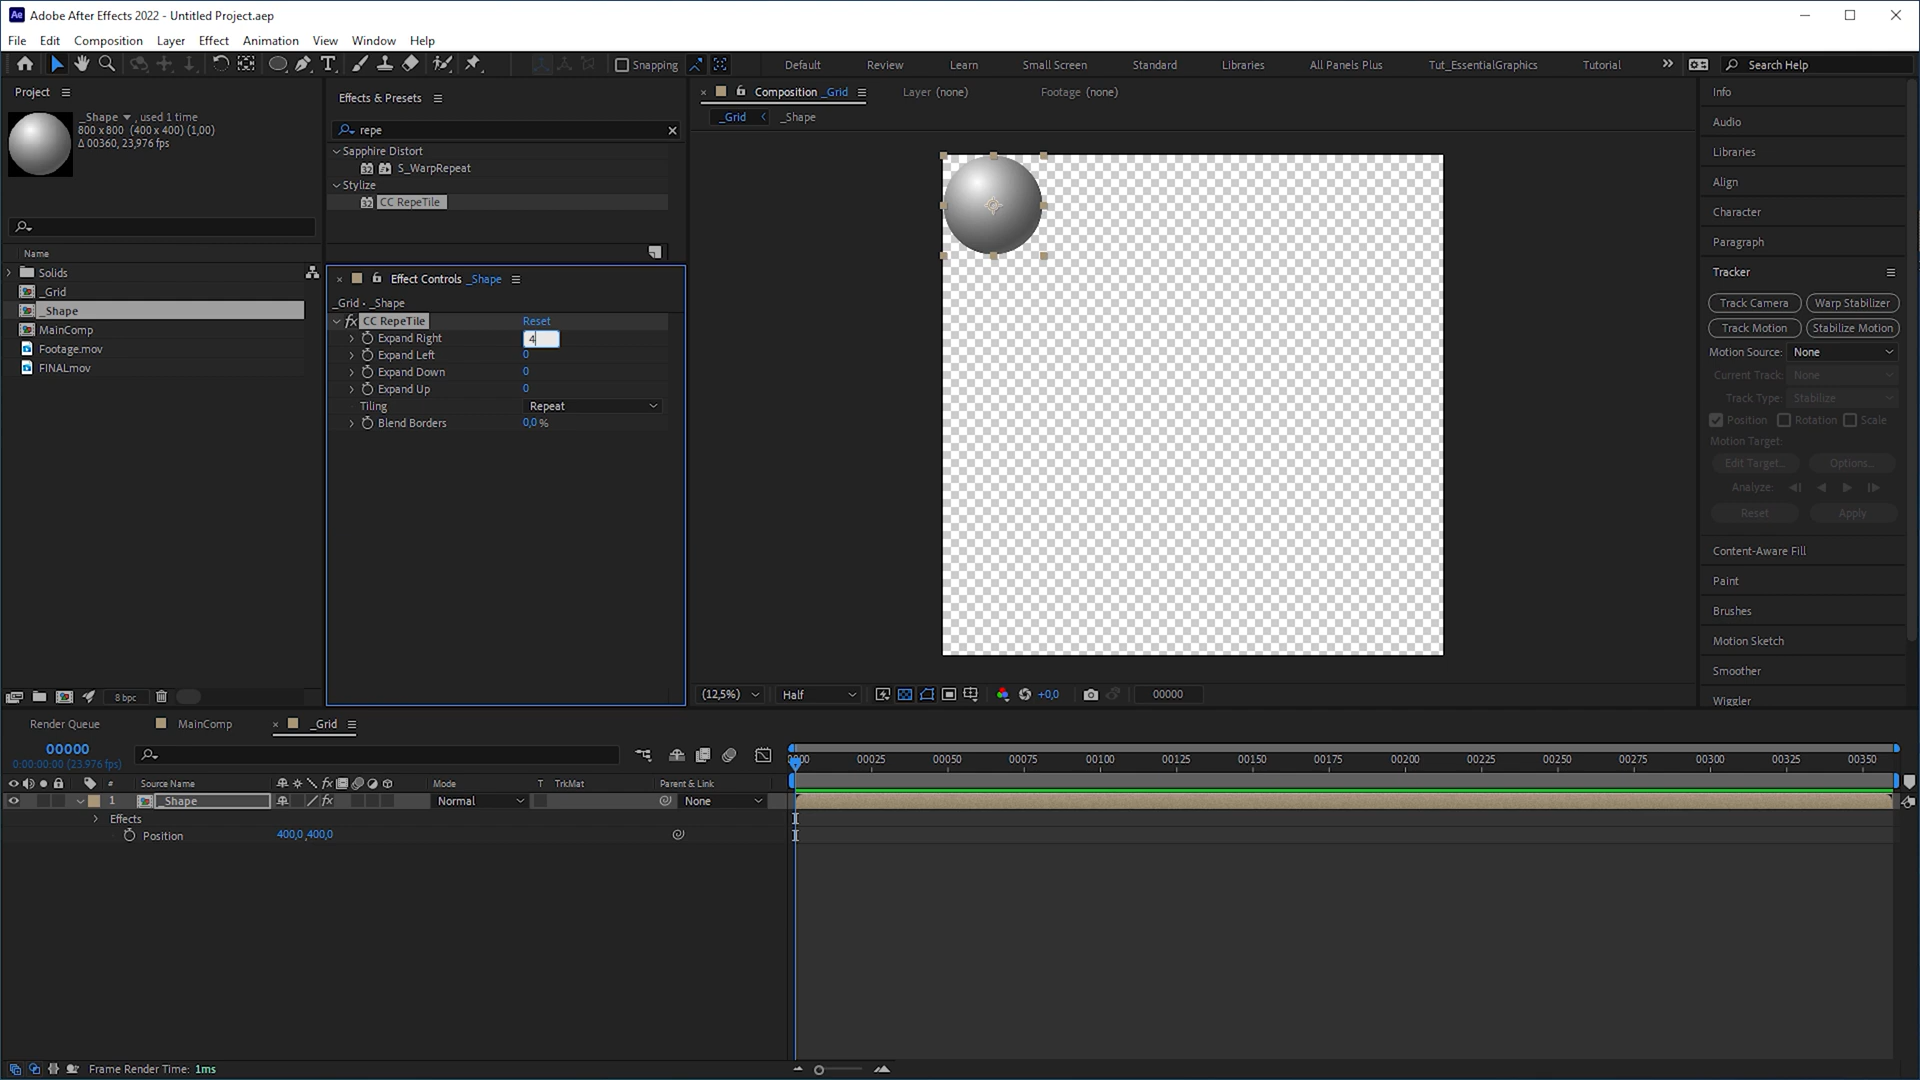 Adobe After Effects 2022 - Untitled Project.aep
File Edit Composition Layer Effect Animation View Window Help
Snapping Default Review Learn Small Screen Standard Libraries All Panels Plus Tut_EssentialGraphics Tutorial Search Help
Project
_Shape , used 1 time
800 x 800 (400 x 400) (1,00)
Δ 00360, 23,976 fps
Name
Solids
_Grid
_Shape
MainComp
Footage.mov
FINALmov
8 bpc
Effects & Presets
repe
Sapphire Distort
S_WarpRepeat
Stylize
CC RepeTile
Effect Controls _Shape
_Grid • _Shape
fx CC RepeTile Reset
Expand Right 4
Expand Left 0
Expand Down 0
Expand Up 0
Tiling Repeat
Blend Borders 0,0 %
Composition _Grid Layer (none) Footage (none)
_Grid _Shape
(12,5%) Half +0,0 00000
Info
Audio
Libraries
Align
Character
Paragraph
Tracker
Track Camera Warp Stabilizer
Track Motion Stabilize Motion
Motion Source: None
Current Track: None
Track Type: Stabilize
Position Rotation Scale
Motion Target:
Edit Target... Options...
Analyze:
Reset Apply
Content-Aware Fill
Paint
Brushes
Motion Sketch
Smoother
Wiggler
Render Queue MainComp _Grid
00000
0:00:00:00 (23.976 fps)
0000 00025 00050 00075 00100 00125 00150 00175 00200 00225 00250 00275 00300 00325 00350
# Source Name fx Mode T TrkMat Parent & Link
1 _Shape fx Normal None
Effects
Position 400,0,400,0
Frame Render Time: 1ms